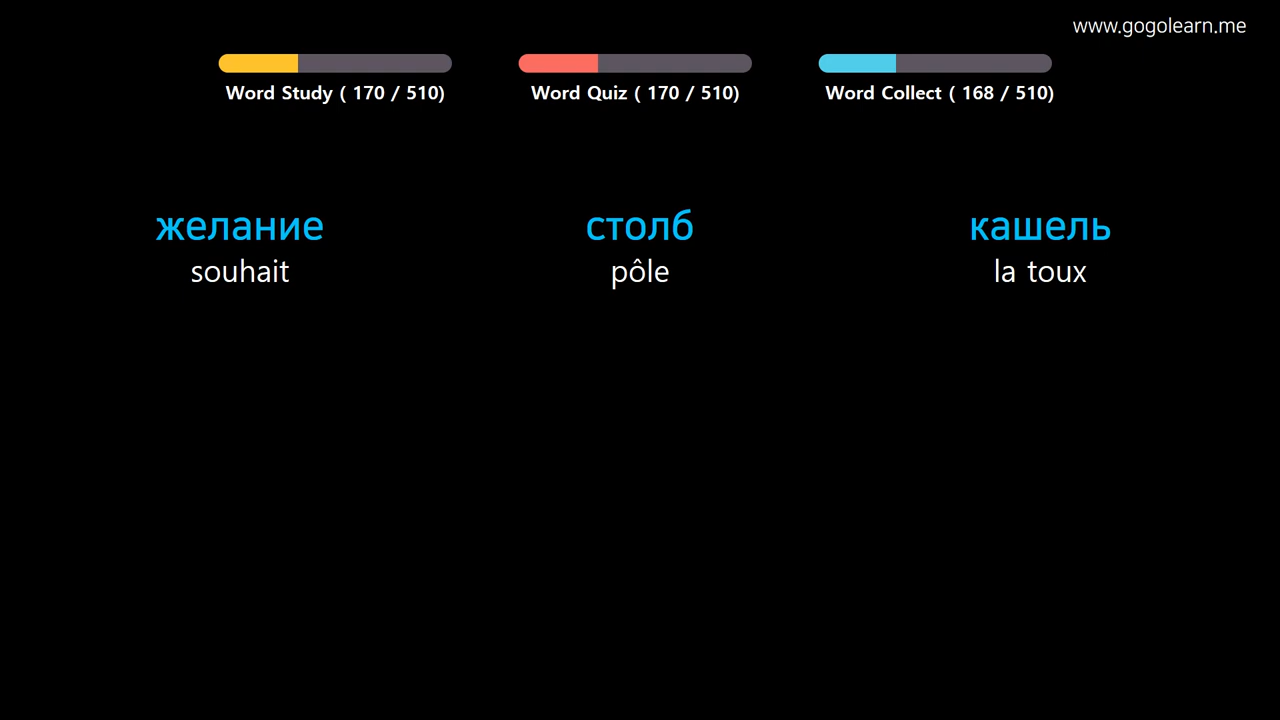 www.gogolearn.me
Word Study ( 170 / 510)
Word Quiz ( 170 / 510)
Word Collect ( 168 / 510)
желание
souhait
столб
pôle
кашель
la toux